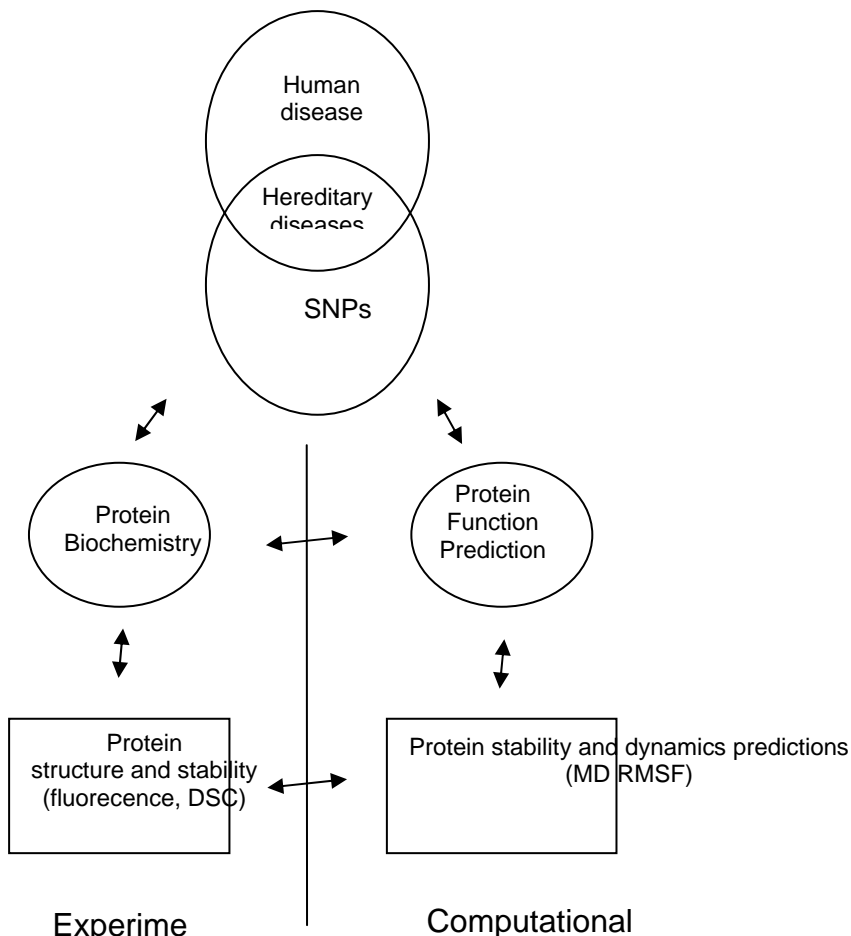 Human
disease
Hereditary
diseases
SNPs
Protein
Biochemistry
Protein
Function
Prediction
Protein
structure and stability
(fluorecence, DSC)
Protein stability and dynamics predictions
(MD RMSF)
Experime
Computational